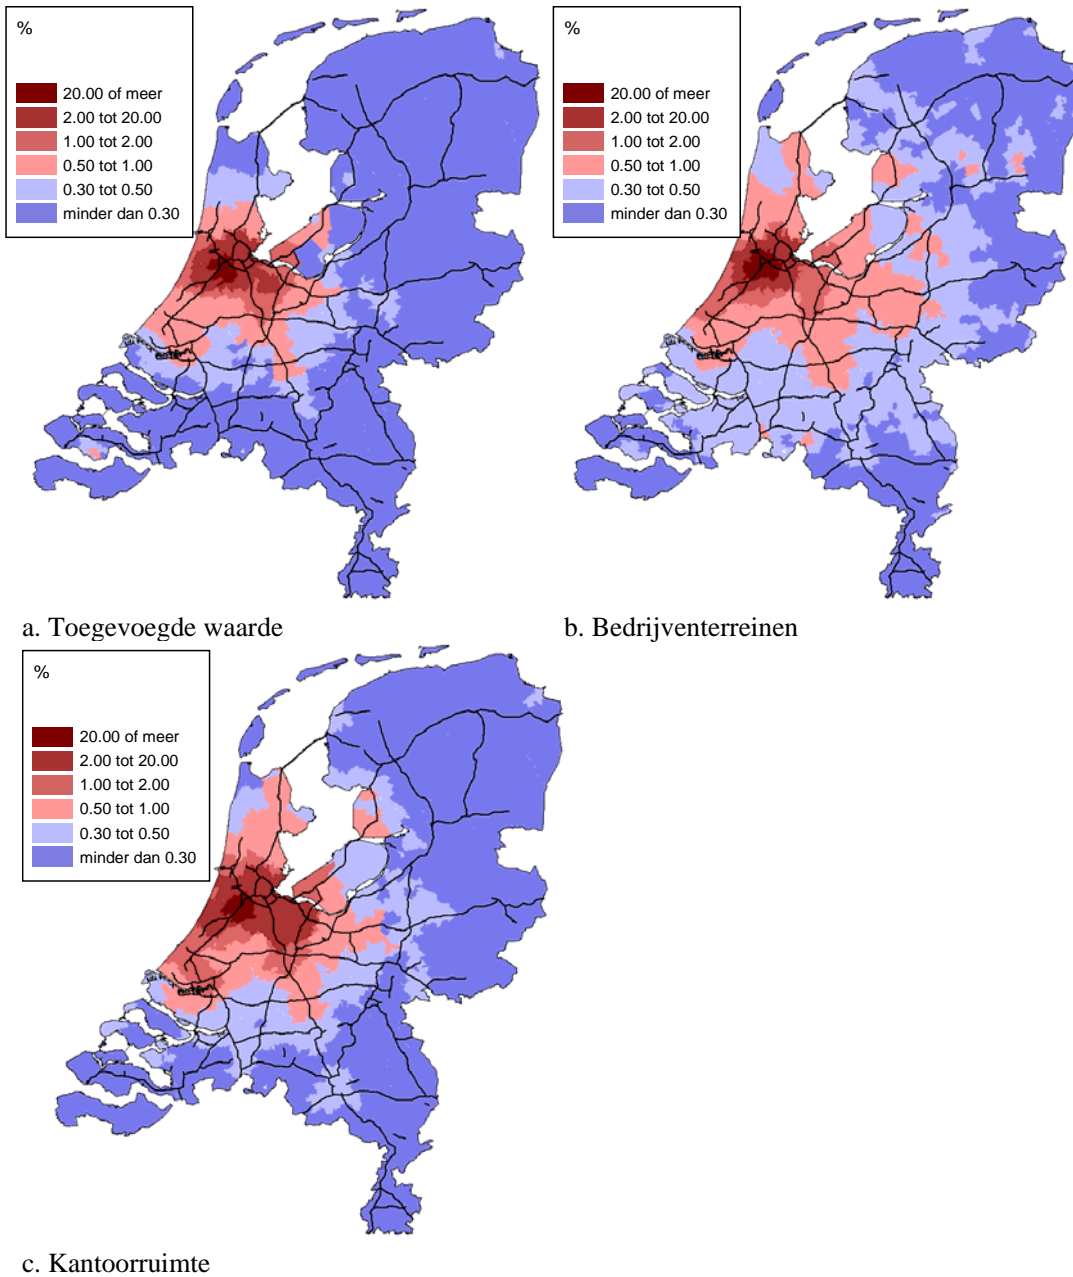 %
20.00 of meer
2.00 tot 20.00
1.00 tot 2.00
0.50 tot 1.00
0.30 tot 0.50
minder dan 0.30
a. Toegevoegde waarde
%
20.00 of meer
2.00 tot 20.00
1.00 tot 2.00
0.50 tot 1.00
0.30 tot 0.50
minder dan 0.30
b. Bedrijventerreinen
%
20.00 of meer
2.00 tot 20.00
1.00 tot 2.00
0.50 tot 1.00
0.30 tot 0.50
minder dan 0.30
c. Kantoorruimte